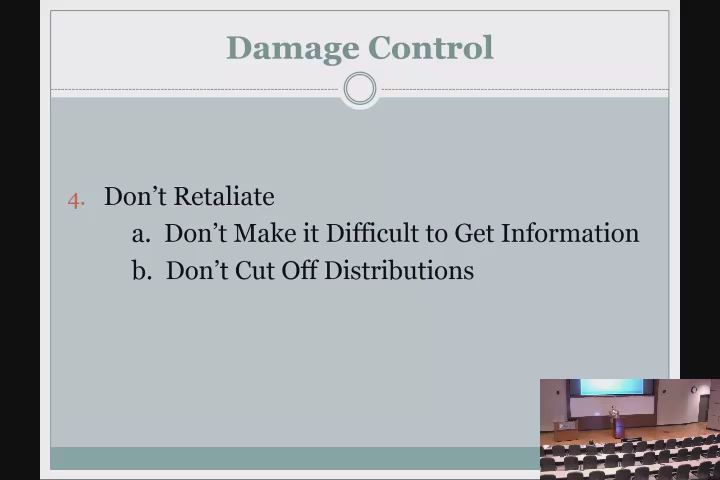 Damage Control
4. Don't Retaliate
a. Don't Make it Difficult to Get Information
b. Don't Cut Off Distributions